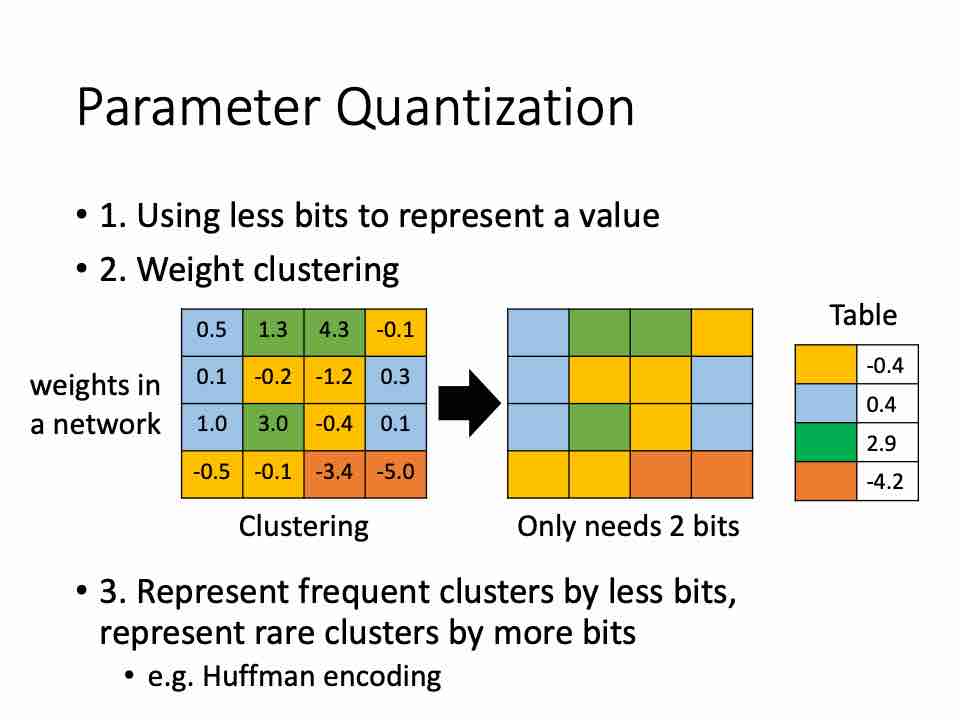 Parameter Quantization
• 1. Using less bits to represent a value
• 2. Weight clustering
weights in
a network
0.5 1.3 4.3 -0.1
0.1 -0.2 -1.2 0.3
1.0 3.0 -0.4 0.1
-0.5 -0.1 -3.4 -5.0
Clustering
Only needs 2 bits
Table
-0.4
0.4
2.9
-4.2
• 3. Represent frequent clusters by less bits,
represent rare clusters by more bits
• e.g. Huffman encoding